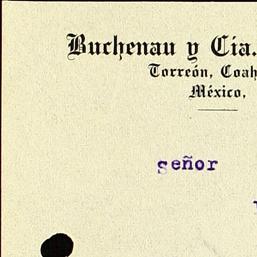 Buchenau y Cia.
Torreón, Coah
México,
señor